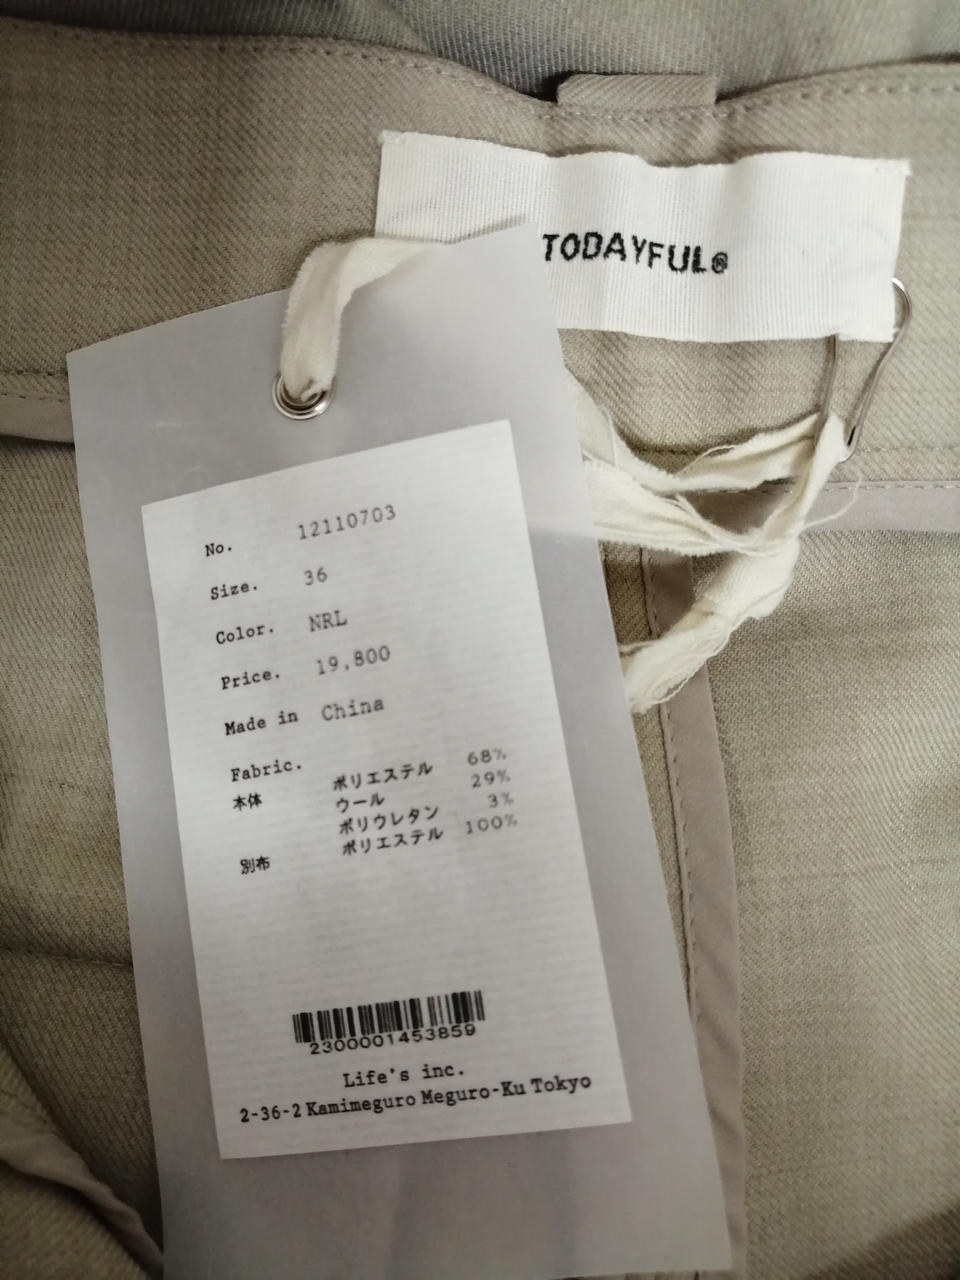 TODAYFUL®
No. 12110703
Size. 36
Color. NRL
Price. 19,800
Made in China
Fabric.
本体 ポリエステル 68%
ウール 29%
ポリウレタン 3%
別布 ポリエステル 100%
2300001453859
Life's inc.
2-36-2 Kamimeguro Meguro-Ku Tokyo